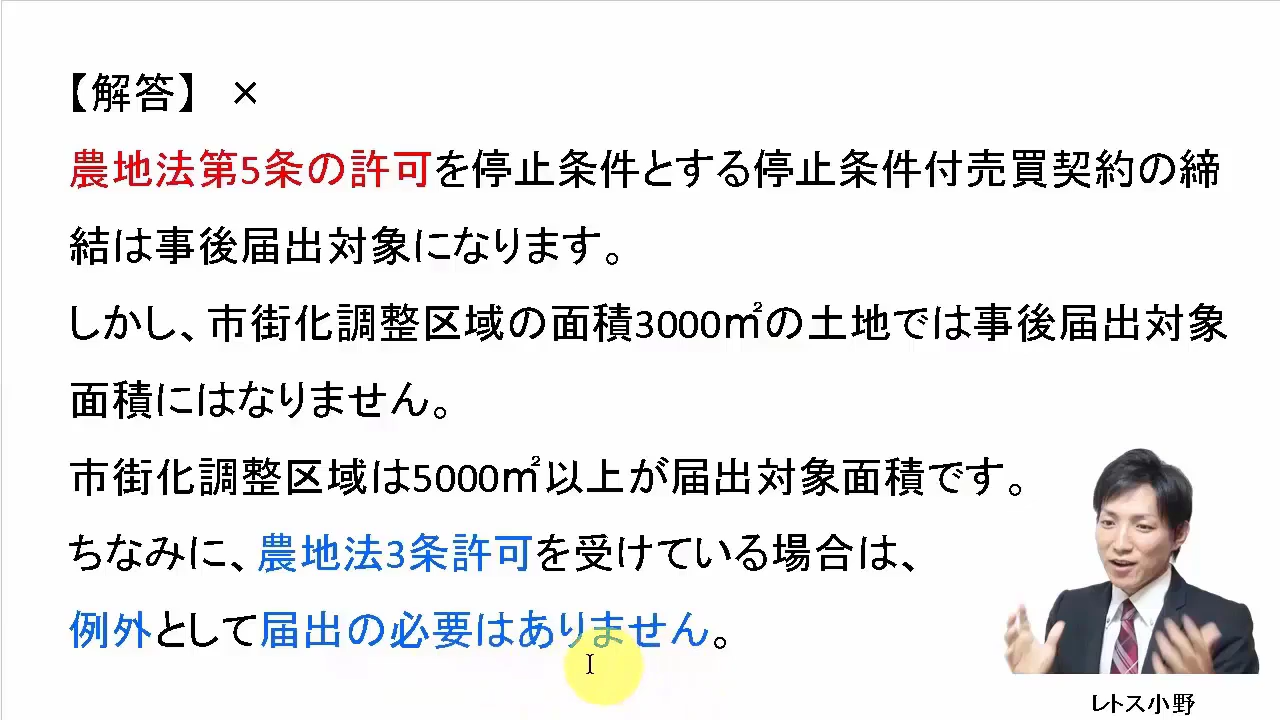 【解答】 ×
農地法第5条の許可を停止条件とする停止条件付売買契約の締
結は事後届出対象になります。
しかし、市街化調整区域の面積3000㎡の土地では事後届出対象
面積にはなりません。
市街化調整区域は5000㎡以上が届出対象面積です。
ちなみに、農地法3条許可を受けている場合は、
例外として届出の必要はありません。
レトス小野